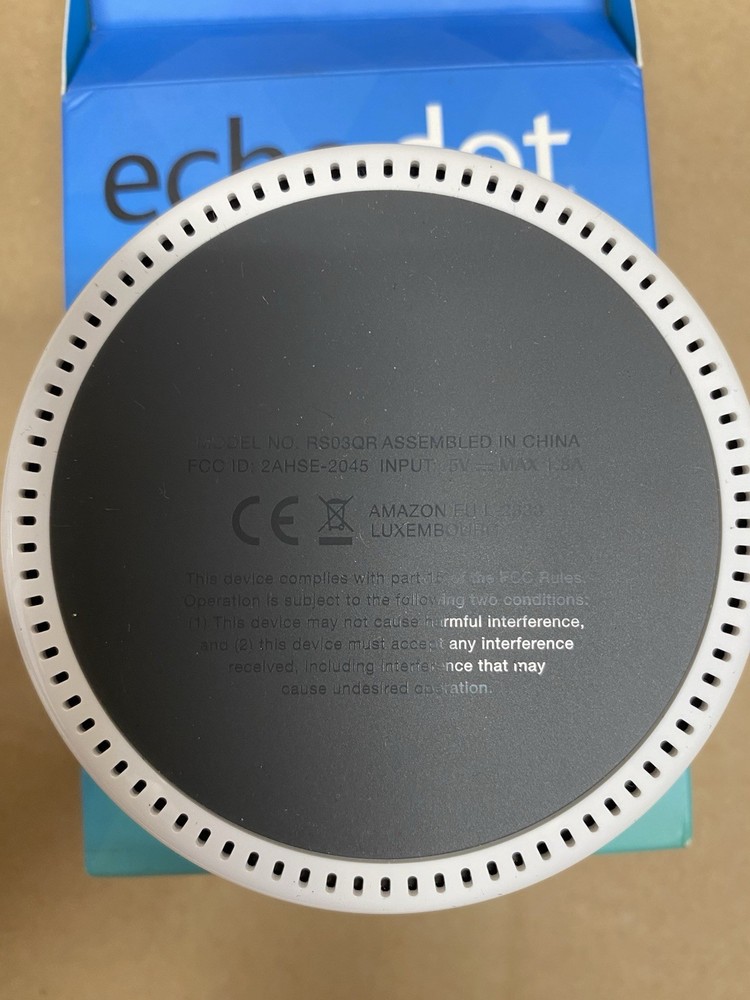 echo dot
MODEL NO. RS03QR ASSEMBLED IN CHINA
FCC ID: 2AHSE-2045 INPUT: 5V MAX 1.8A
CE AMAZON EU
LUXEMBOURG
This device complies with part 15 of the FCC Rules.
Operation is subject to the following two conditions:
(1) This device may not cause harmful interference,
and (2) this device must accept any interference
received, including interference that may
cause undesired operation.